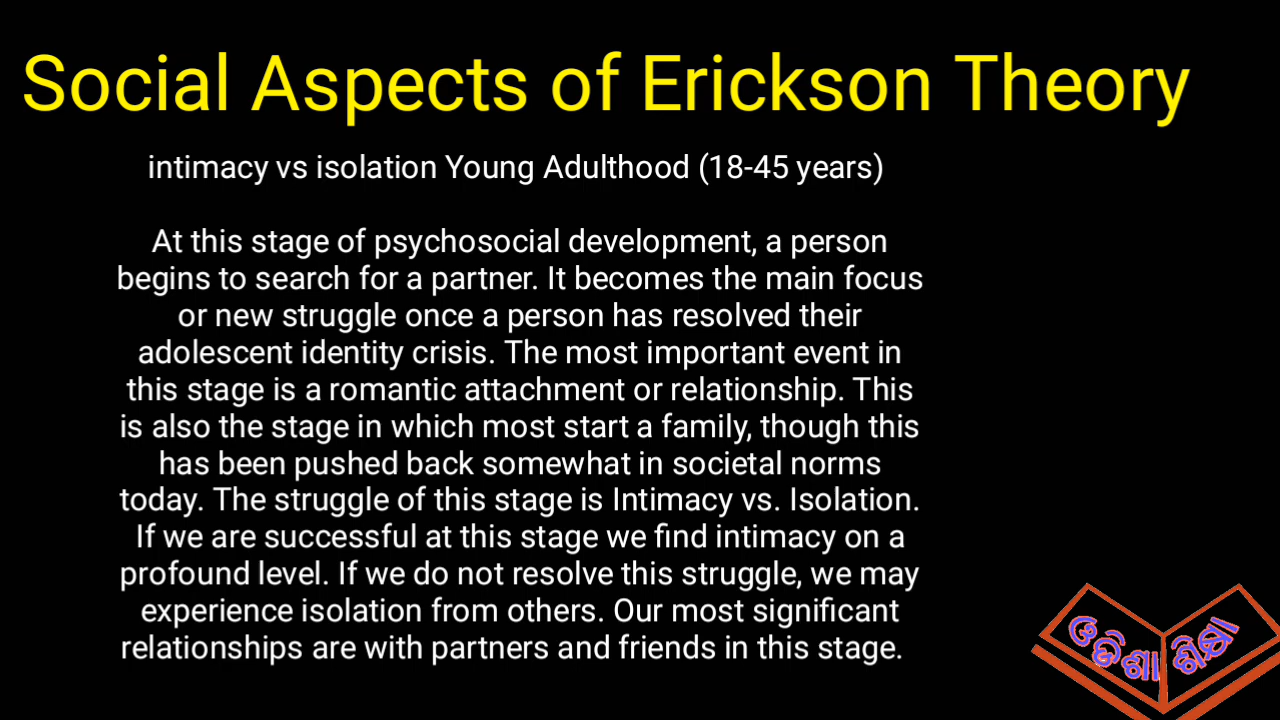 Social Aspects of Erickson Theory
intimacy vs isolation Young Adulthood (18-45 years)
At this stage of psychosocial development, a person
begins to search for a partner. It becomes the main focus
or new struggle once a person has resolved their
adolescent identity crisis. The most important event in
this stage is a romantic attachment or relationship. This
is also the stage in which most start a family, though this
has been pushed back somewhat in societal norms
today. The struggle of this stage is Intimacy vs. Isolation.
If we are successful at this stage we find intimacy on a
profound level. If we do not resolve this struggle, we may
experience isolation from others. Our most significant
relationships are with partners and friends in this stage.
ଓଡିଶା ଶିକ୍ଷା